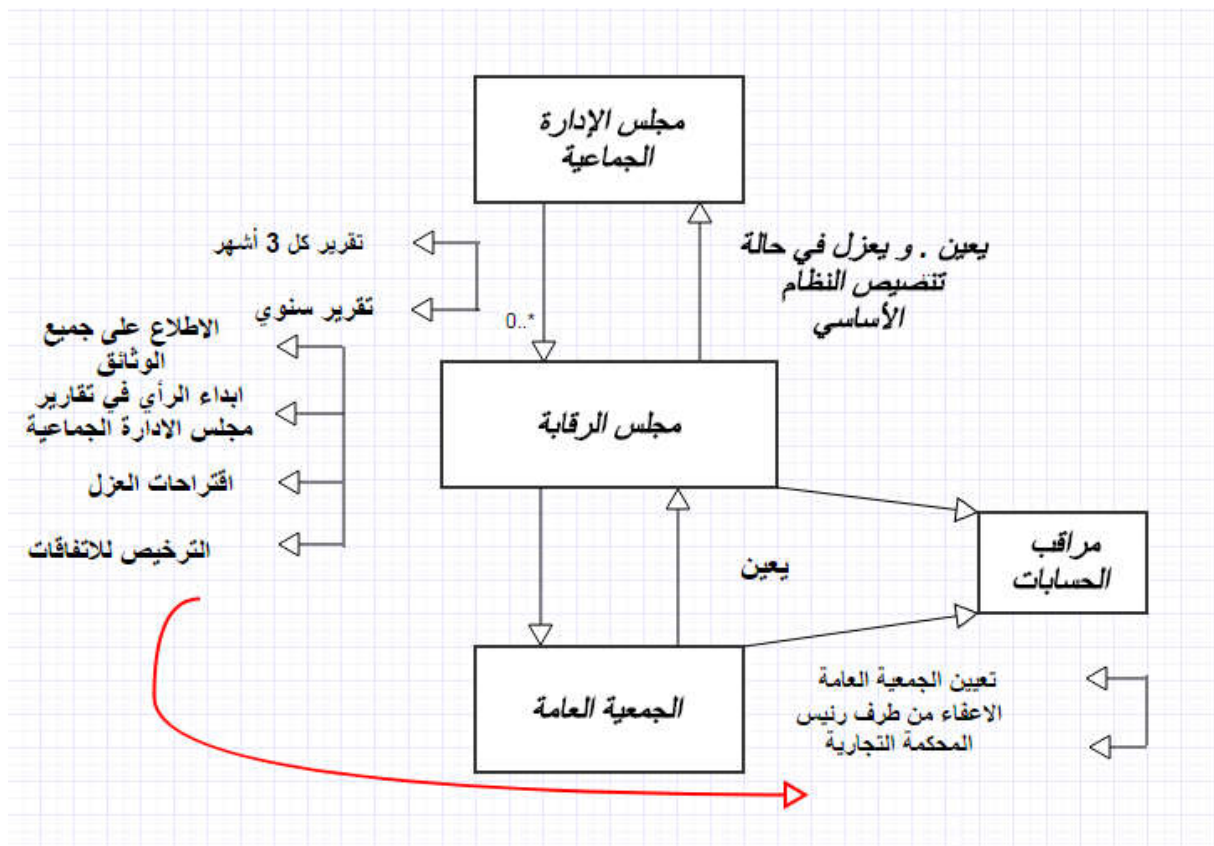 مجلس الإدارة
الجماعية
تقرير كل 3 أشهر
تقرير سنوي
0..*
يعين . و يعزل في حالة
تنصيص النظام
الأساسي
الاطلاع على جميع
الوثائق
ابداء الرأي في تقارير
مجلس الادارة الجماعية
اقتراحات العزل
الترخيص للاتفاقات
مجلس الرقابة
يعين
مراقب
الحسابات
الجمعية العامة
تعيين الجمعية العامة
الاعفاء من طرف رئيس
المحكمة التجارية